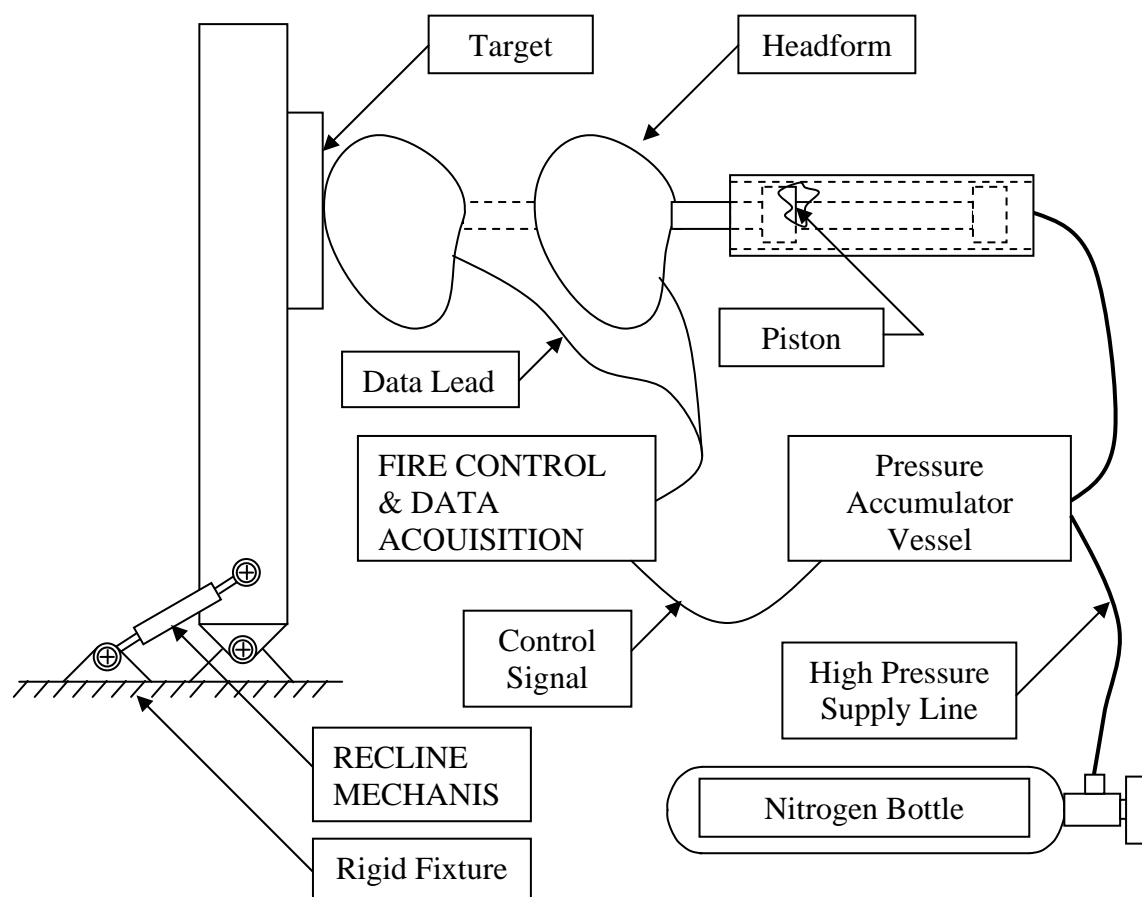 Target
Headform
Piston
Data Lead
FIRE CONTROL
& DATA
ACOUISITION
Pressure
Accumulator
Vessel
Control
Signal
High Pressure
Supply Line
RECLINE
MECHANIS
Nitrogen Bottle
Rigid Fixture